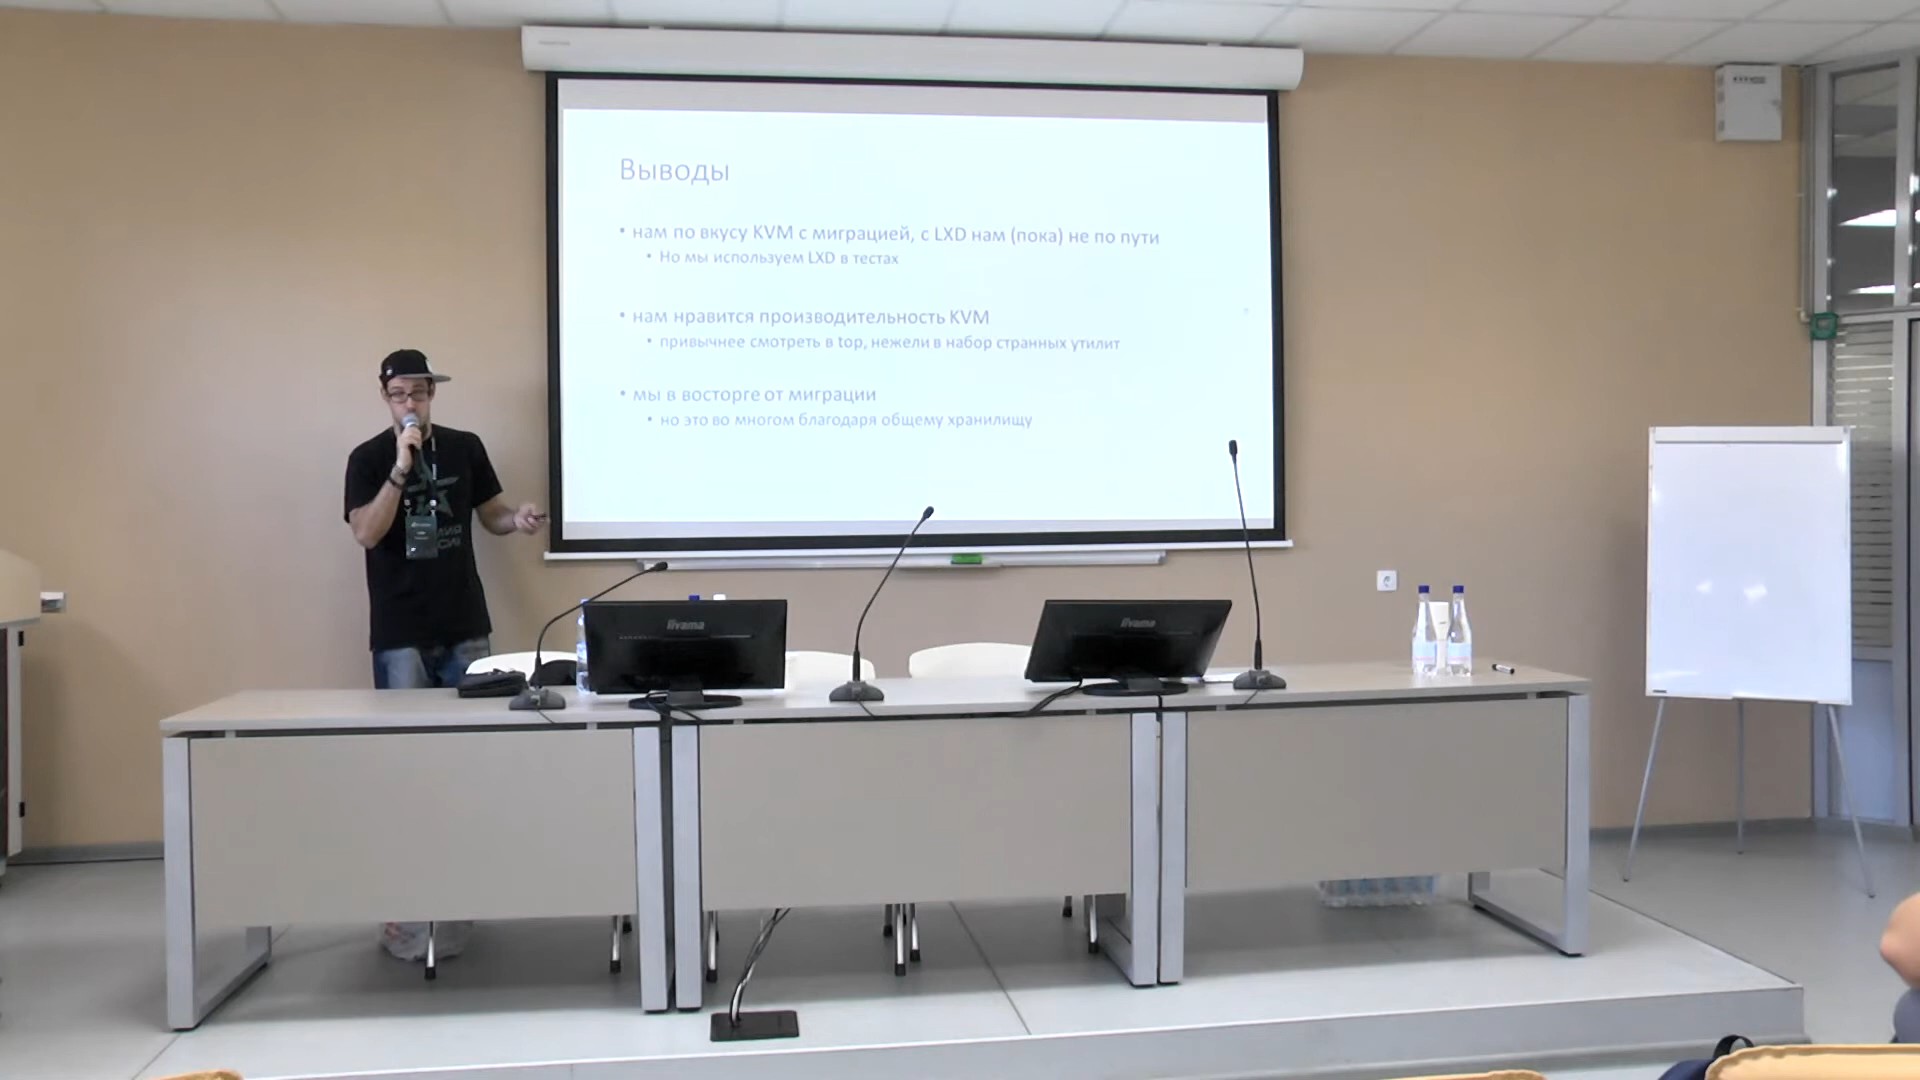 Выводы
• нам по вкусу KVM с миграцией, с LXD нам (пока) не по пути
• Но мы используем LXD в тестах
• нам нравится производительность KVM
• привычнее смотреть в top, нежели в набор странных утилит
• мы в восторге от миграции
• но это во многом благодаря общему хранилищу
iiyama
iiyama